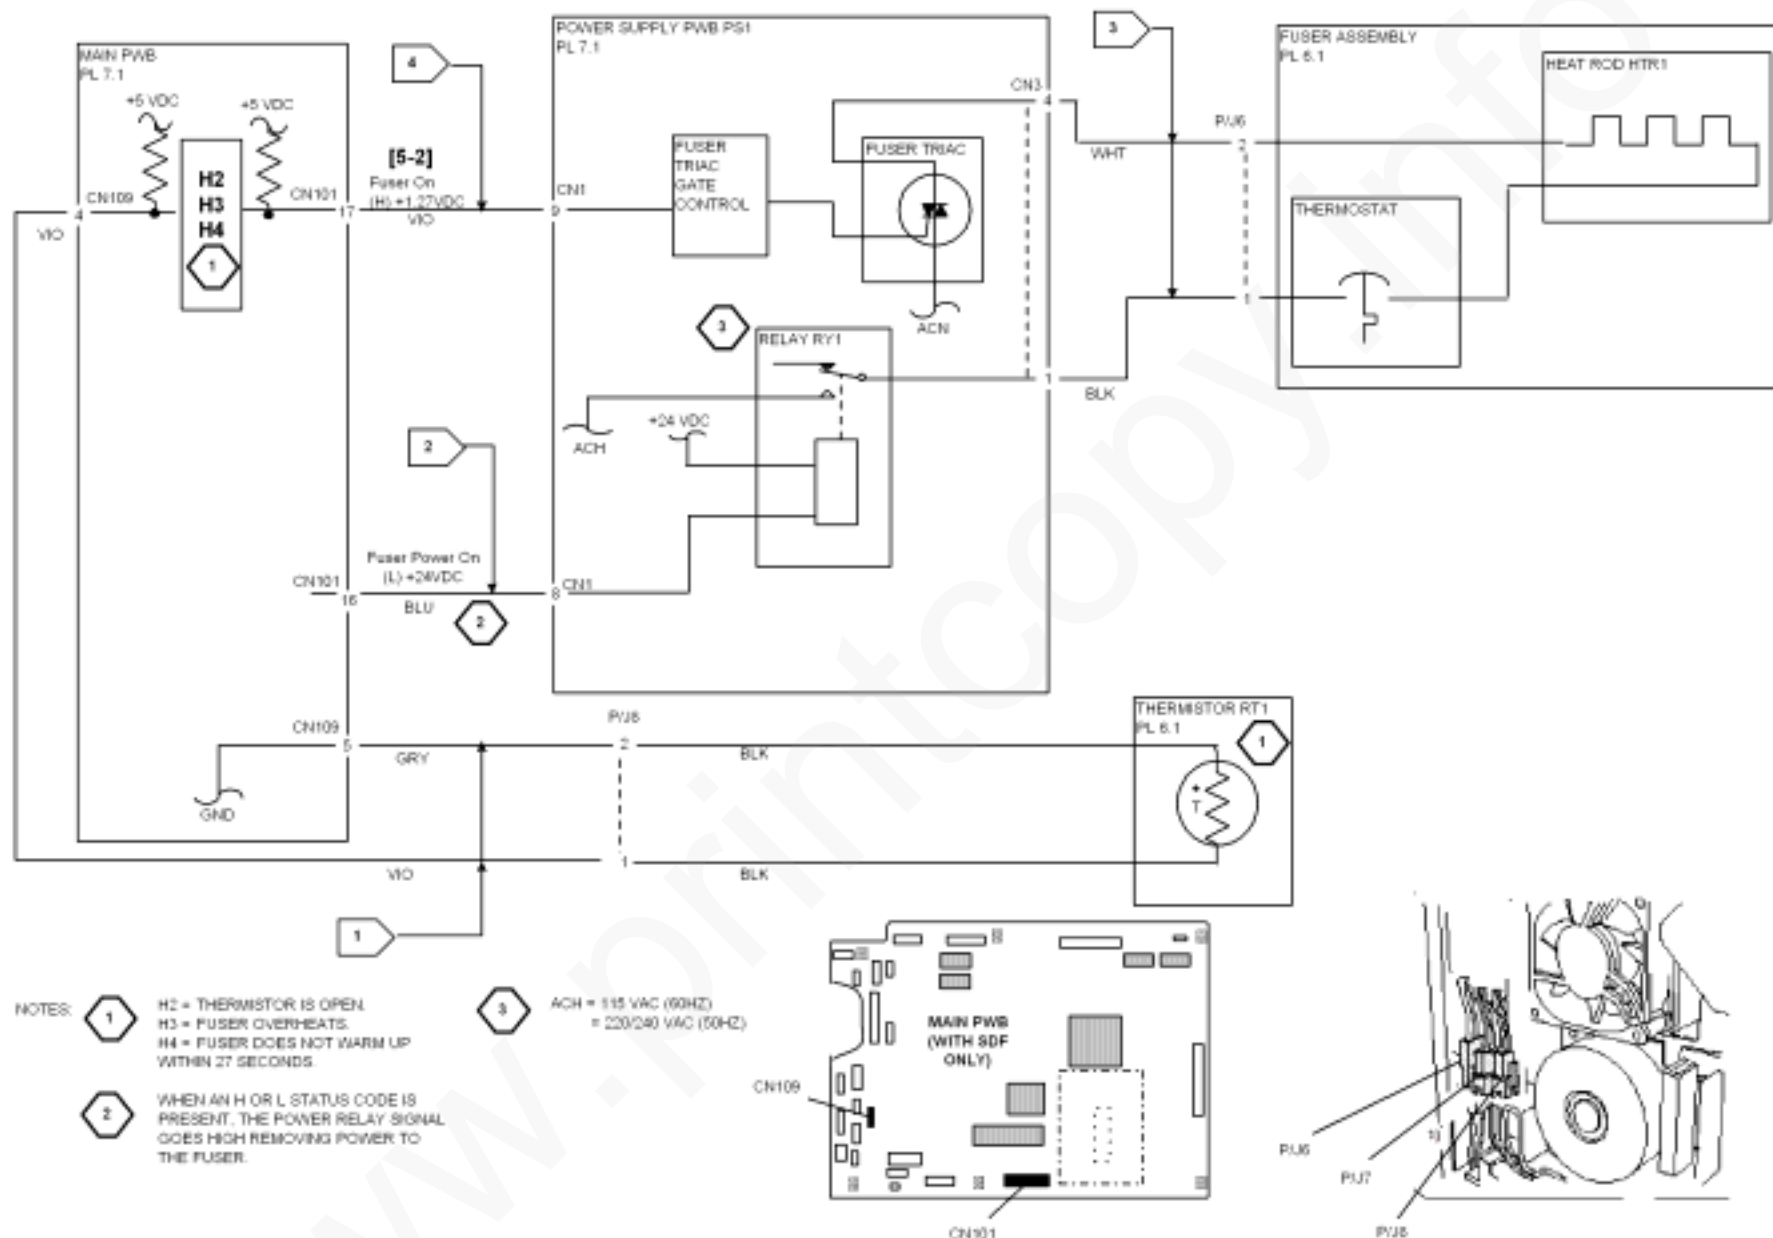 MAIN PWB
PL 7.1
+5 VDC
+5 VDC
H2
H3
H4
1
CN109
4
VIO
CN101
17
[5-2]
Fuser On
(H) +1.27VDC
VIO
4
POWER SUPPLY PWB PS1
PL 7.1
CN1
9
FUSER
TRIAC
GATE
CONTROL
FUSER TRIAC
ACN
CN3
4
WHT
3
RELAY RY1
ACH
+24 VDC
1
BLK
3
P/J6
2
1
FUSER ASSEMBLY
PL 6.1
HEAT ROD HTR1
THERMOSTAT
2
Fuser Power On
(L) +24VDC
CN101
16
BLU
2
CN1
8
CN109
5
GRY
GND
P/J8
2
BLK
1
BLK
VIO
1
THERMISTOR RT1
PL 6.1
1
+
T
NOTES:
1
H2 = THERMISTOR IS OPEN.
H3 = FUSER OVERHEATS.
H4 = FUSER DOES NOT WARM UP
WITHIN 27 SECONDS.
2
WHEN AN H OR L STATUS CODE IS
PRESENT, THE POWER RELAY SIGNAL
GOES HIGH REMOVING POWER TO
THE FUSER.
3
ACH = 115 VAC (60HZ)
= 220/240 VAC (50HZ)
MAIN PWB
(WITH SDF
ONLY)
CN109
CN101
P/J6
P/J7
P/J8
www.printcopy.info